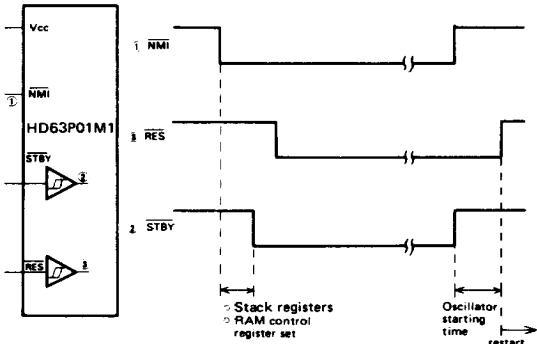 Vcc
① NMI
HD63P01M1
STBY
②
RES
3
1 NMI
3 RES
2 STBY
○ Stack registers
○ RAM control
register set
Oscillator
starting
time
restart